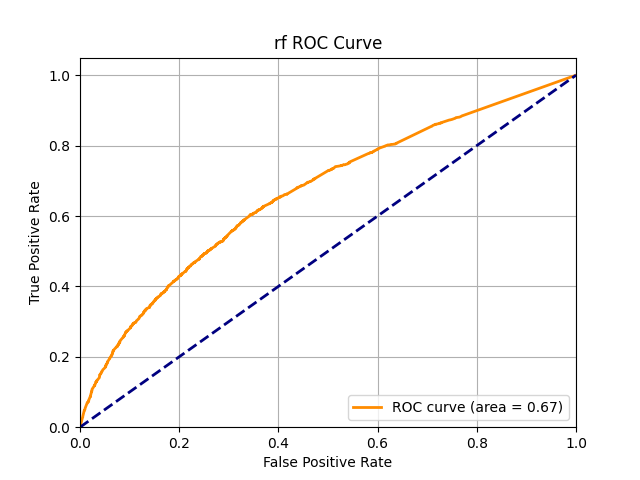 rf ROC Curve
1.0
0.8
0.6
0.4
0.2
0.0
True Positive Rate
ROC curve (area = 0.67)
0.0 0.2 0.4 0.6 0.8 1.0
False Positive Rate